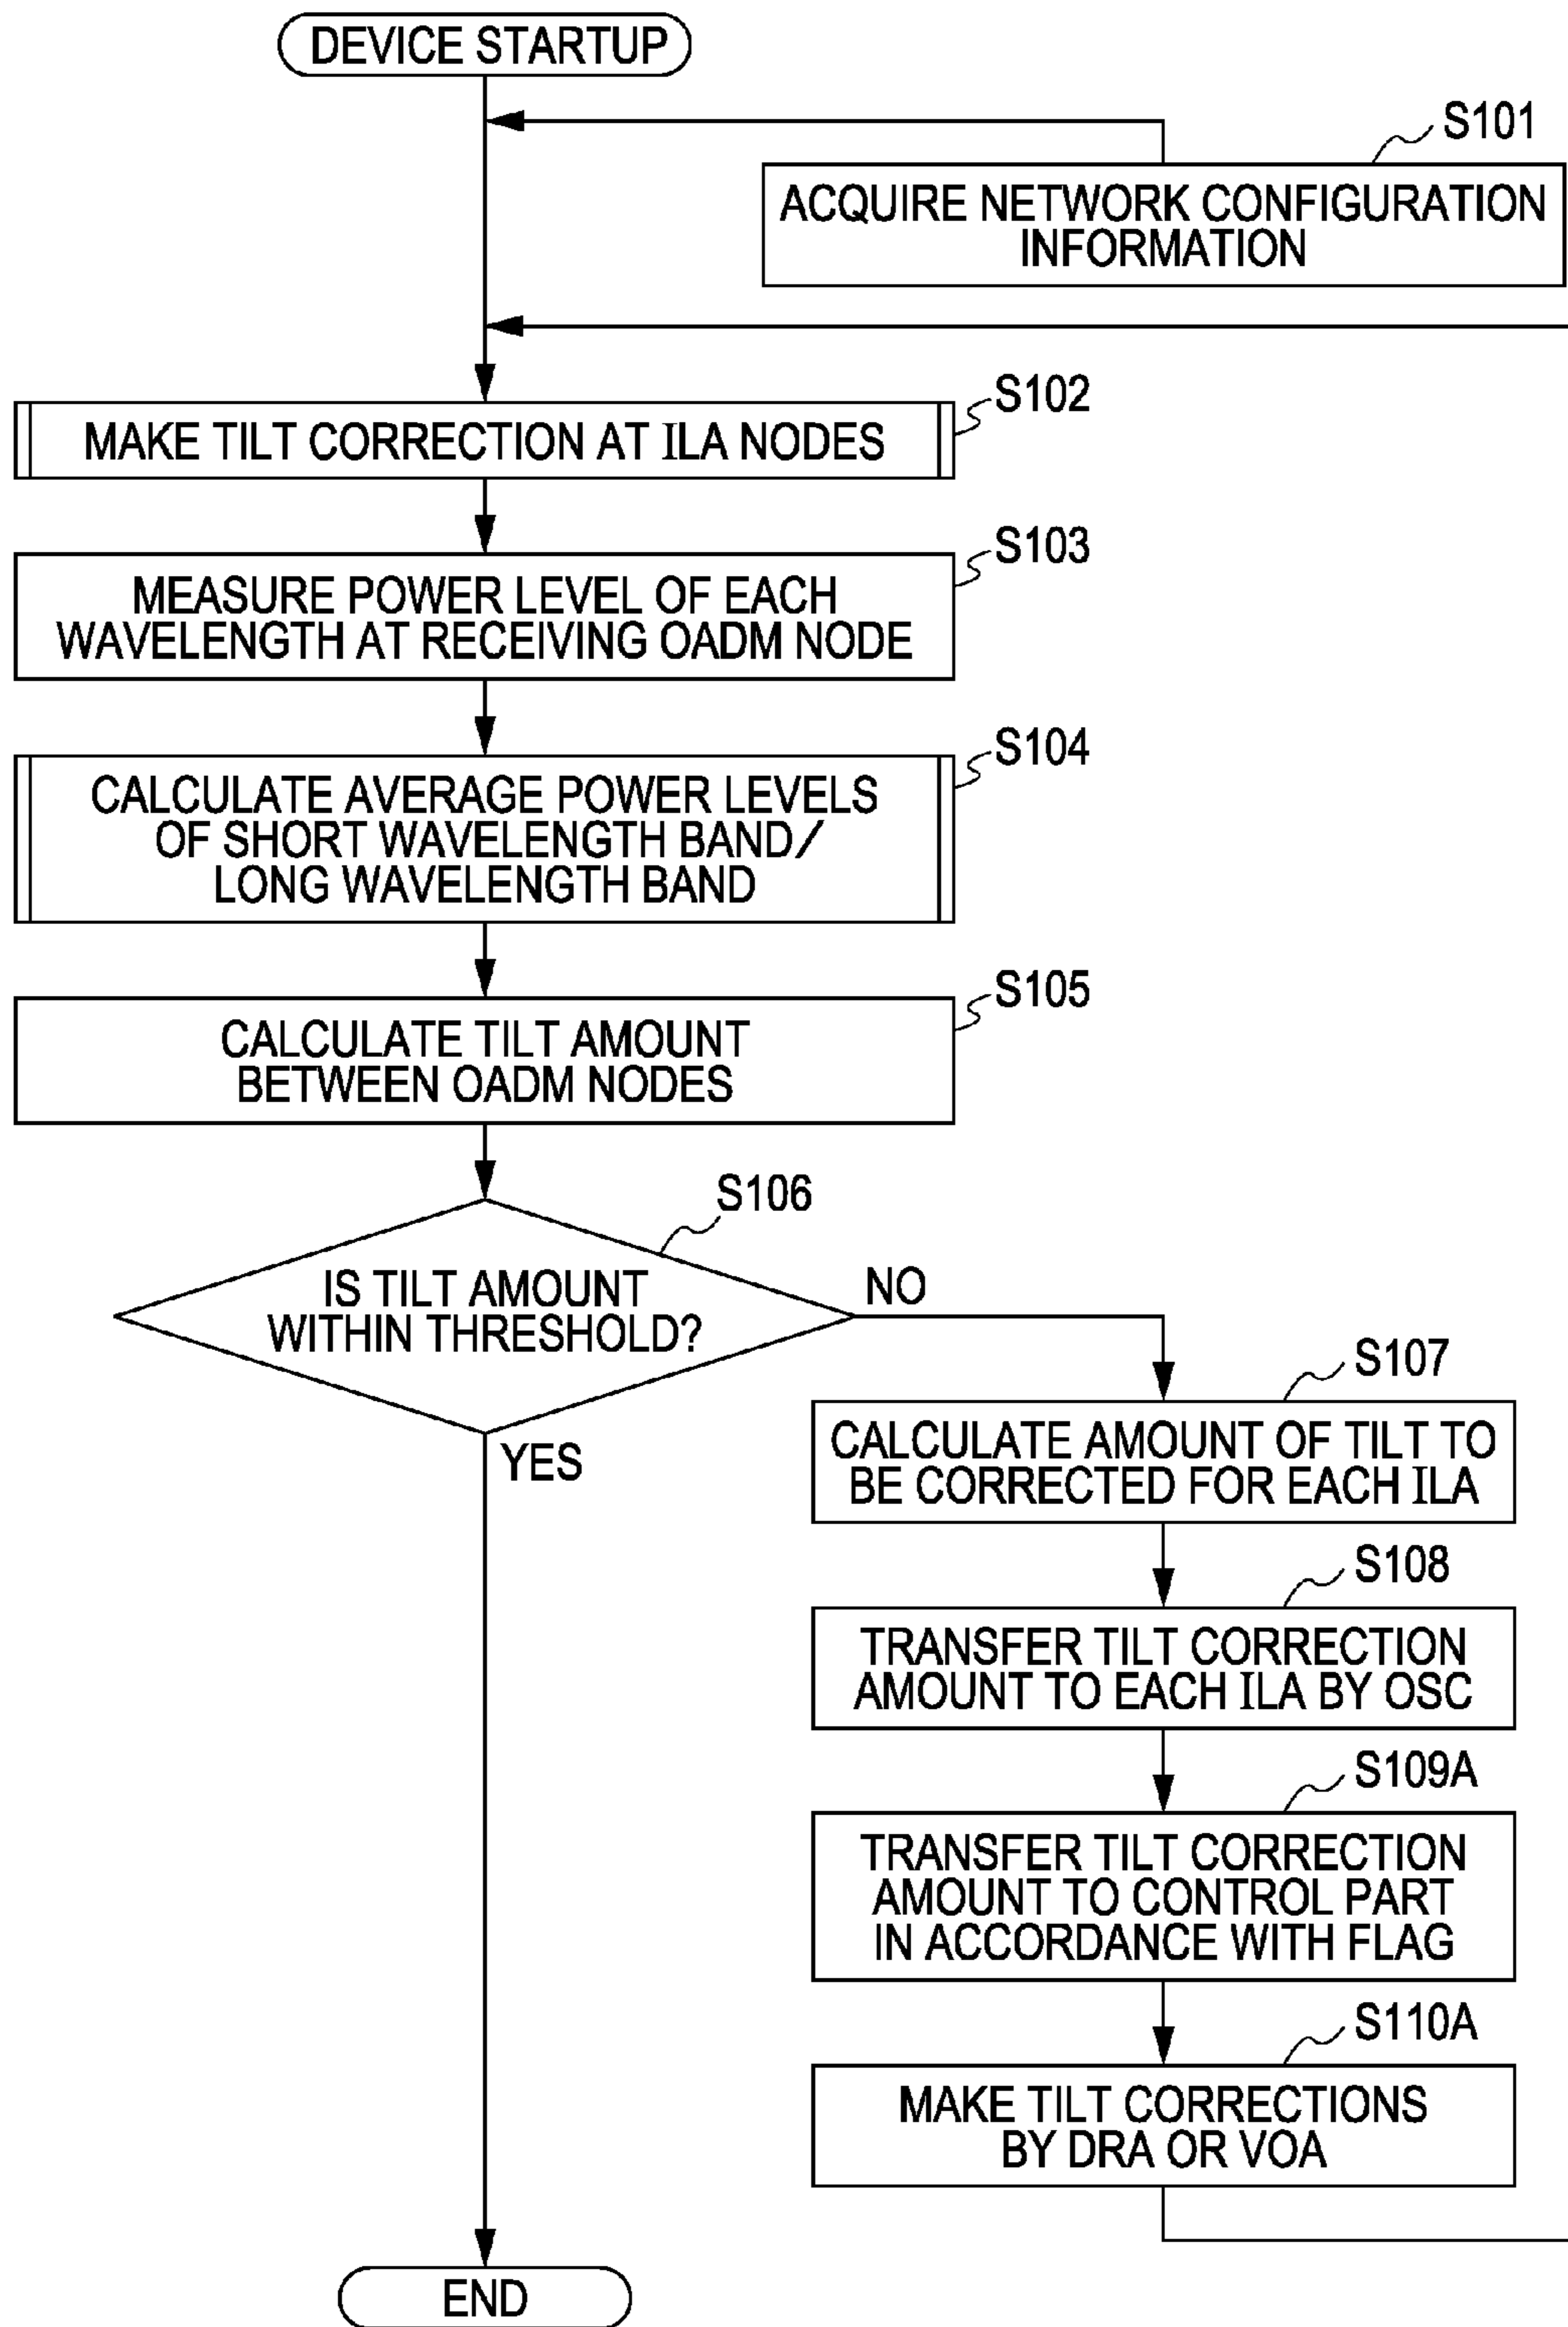 DEVICE STARTUP
S101
ACQUIRE NETWORK CONFIGURATION
INFORMATION
S102
MAKE TILT CORRECTION AT ILA NODES
S103
MEASURE POWER LEVEL OF EACH
WAVELENGTH AT RECEIVING OADM NODE
S104
CALCULATE AVERAGE POWER LEVELS
OF SHORT WAVELENGTH BAND/
LONG WAVELENGTH BAND
S105
CALCULATE TILT AMOUNT
BETWEEN OADM NODES
S106
IS TILT AMOUNT
WITHIN THRESHOLD?
NO
YES
S107
CALCULATE AMOUNT OF TILT TO
BE CORRECTED FOR EACH ILA
S108
TRANSFER TILT CORRECTION
AMOUNT TO EACH ILA BY OSC
S109A
TRANSFER TILT CORRECTION
AMOUNT TO CONTROL PART
IN ACCORDANCE WITH FLAG
S110A
MAKE TILT CORRECTIONS
BY DRA OR VOA
END